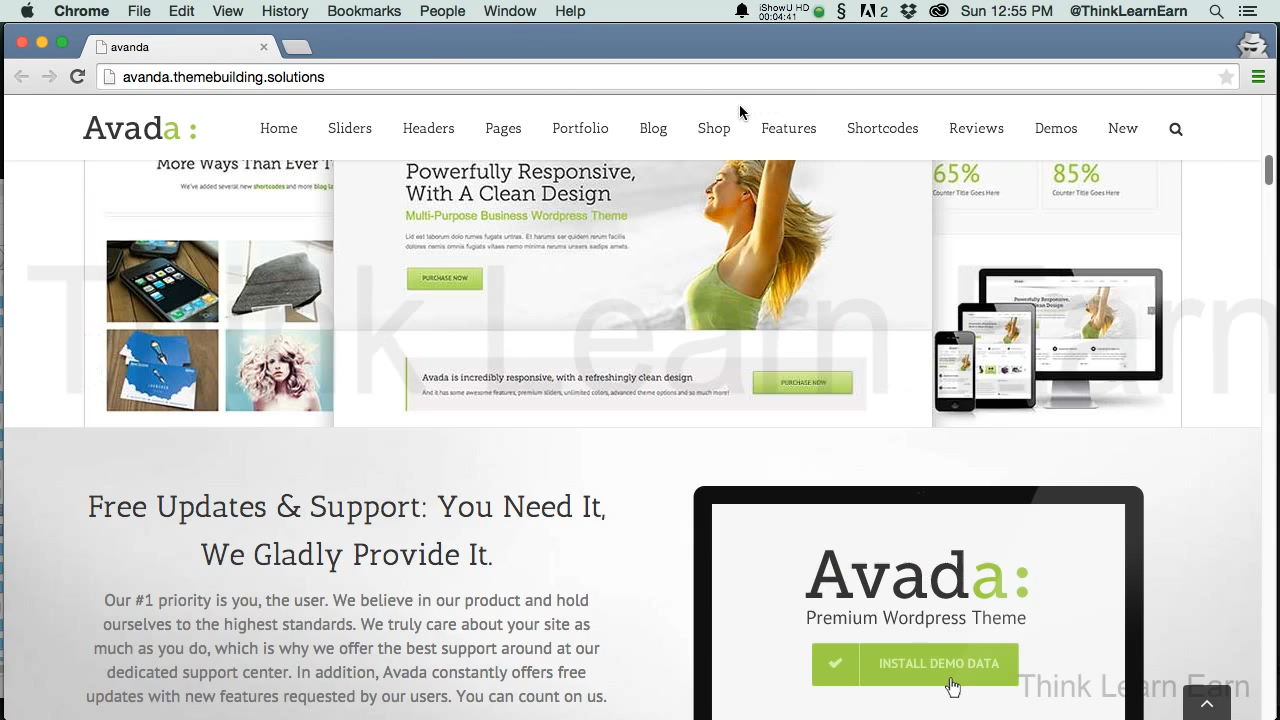 Chrome File Edit View History Bookmarks People Window Help iShowU HD 00:04:41 § 2 Sun 12:55 PM @ThinkLearnEarn
avanda
avanda.themebuilding.solutions
Avada : Home Sliders Headers Pages Portfolio Blog Shop Features Shortcodes Reviews Demos New
More Ways Than Ever T
We've added several new shortcodes and more blog la
Powerfully Responsive,
With A Clean Design
Multi-Purpose Business Wordpress Theme
Lid est laborum dolo rumes fugats untras. Et harums ser quidem rerum facilis
dolores nemis omnis fugiats vitaes nemo minima rerums unsers sadips amets.
PURCHASE NOW
65%
Counter Title Goes Here
85%
Counter Title Goes Here
Think Learn Earn
Avada is incredibly responsive, with a refreshingly clean design
And it has some awesome features, premium sliders, unlimited colors, advanced theme options and so much more!
PURCHASE NOW
Free Updates & Support: You Need It,
We Gladly Provide It.
Our #1 priority is you, the user. We believe in our product and hold
ourselves to the highest standards. We truly care about your site as
much as you do, which is why we offer the best support around at our
dedicated support center. In addition, Avada constantly offers free
updates with new features requested by our users. You can count on us.
Avada:
Premium Wordpress Theme
INSTALL DEMO DATA
Think Learn Earn